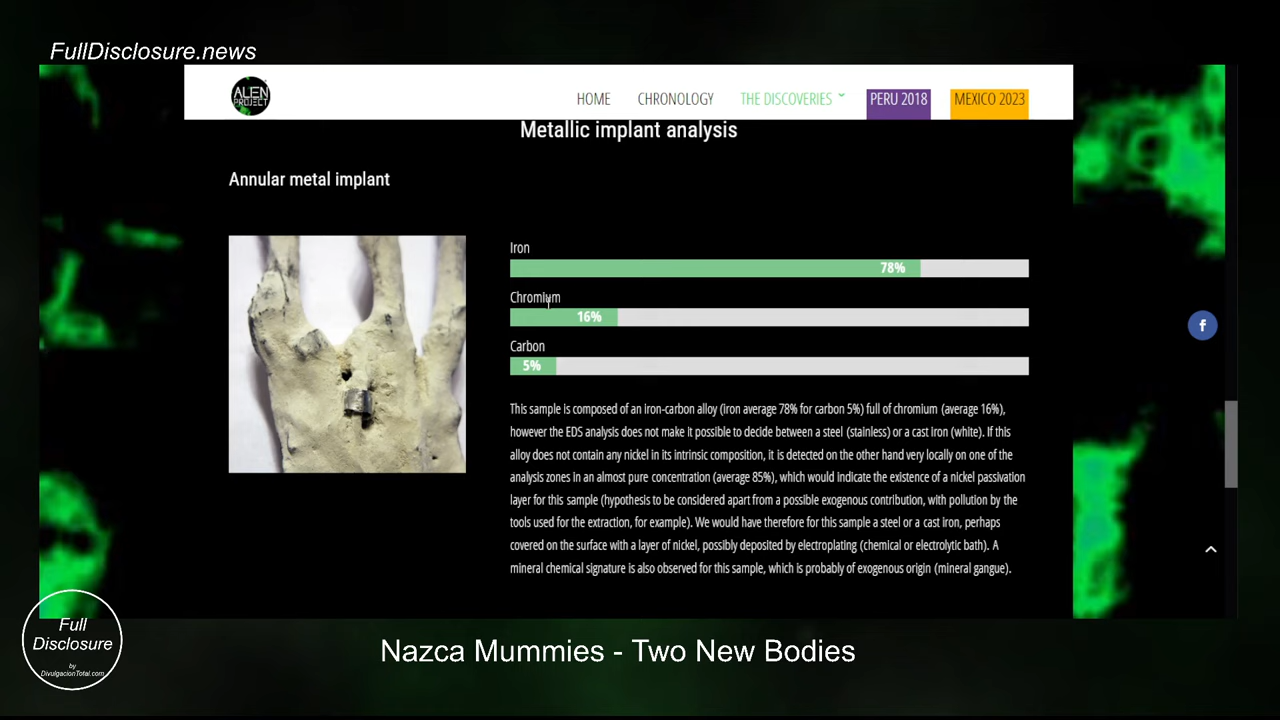 FullDisclosure.news
ALIEN PROJECT
HOME CHRONOLOGY THE DISCOVERIES PERU 2018 MEXICO 2023
Metallic implant analysis
Annular metal implant
Iron
78%
Chromium
16%
Carbon
5%
This sample is composed of an iron-carbon alloy (iron average 78% for carbon 5%) full of chromium (average 16%),
however the EDS analysis does not make it possible to decide between a steel (stainless) or a cast iron (white). If this
alloy does not contain any nickel in its intrinsic composition, it is detected on the other hand very locally on one of the
analysis zones in an almost pure concentration (average 85%), which would indicate the existence of a nickel passivation
layer for this sample (hypothesis to be considered apart from a possible exogenous contribution, with pollution by the
tools used for the extraction, for example). We would have therefore for this sample a steel or a cast iron, perhaps
covered on the surface with a layer of nickel, possibly deposited by electroplating (chemical or electrolytic bath). A
mineral chemical signature is also observed for this sample, which is probably of exogenous origin (mineral gangue).
f
Full
Disclosure
by
DivulgacionTotal.com
Nazca Mummies - Two New Bodies